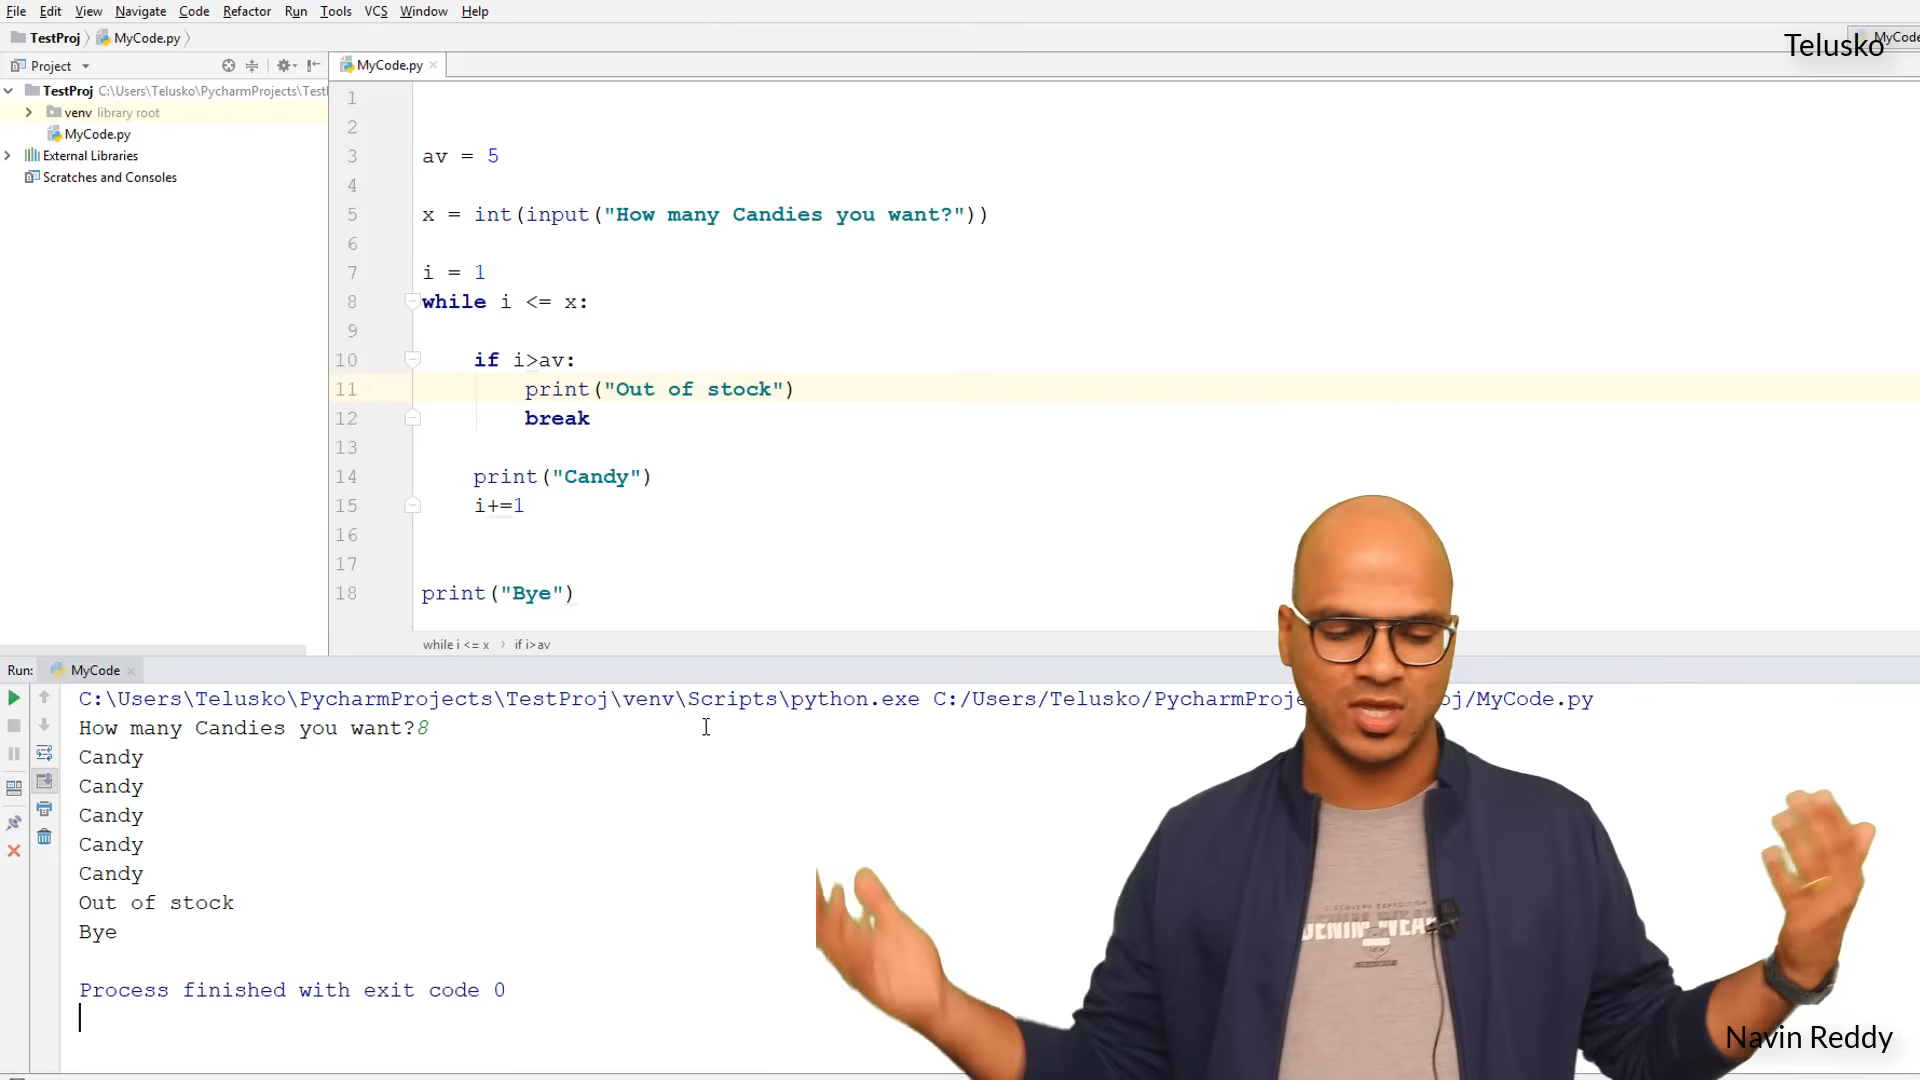 File Edit View Navigate Code Refactor Run Tools VCS Window Help
TestProj MyCode.py
MyCode
Telusko
Project
MyCode.py
TestProj C:\Users\Telusko\PycharmProjects\Test
venv library root
MyCode.py
External Libraries
Scratches and Consoles
1
2
3 av = 5
4
5 x = int(input("How many Candies you want?"))
6
7 i = 1
8 while i <= x:
9
10 if i>av:
11 print("Out of stock")
12 break
13
14 print("Candy")
15 i+=1
16
17
18 print("Bye")
while i <= x › if i>av
Run: MyCode
C:\Users\Telusko\PycharmProjects\TestProj\venv\Scripts\python.exe C:/Users/Telusko/PycharmProje oj/MyCode.py
How many Candies you want?8
Candy
Candy
Candy
Candy
Candy
Out of stock
Bye
Process finished with exit code 0
Navin Reddy